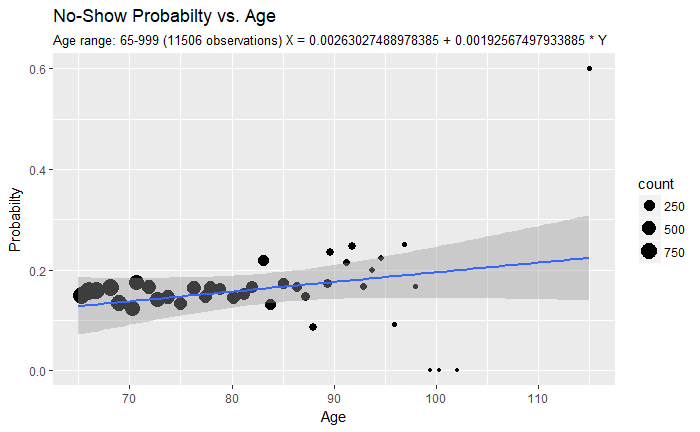 No-Show Probabilty vs. Age
Age range: 65-999 (11506 observations) X = 0.00263027488978385 + 0.00192567497933885 * Y
0.6
0.4
0.2
0.0
Probabilty
70
80
90
100
110
Age
count
250
500
750